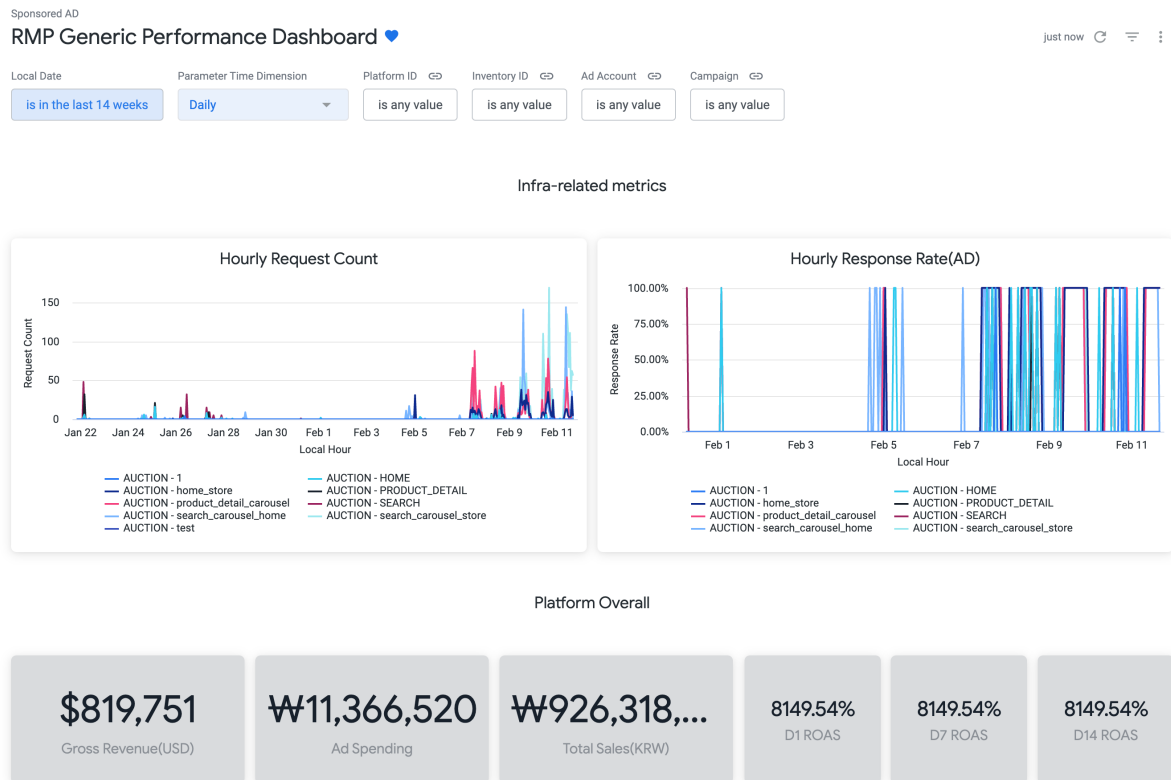 Sponsored AD
RMP Generic Performance Dashboard
just now
Local Date
Parameter Time Dimension
Platform ID
Inventory ID
Ad Account
Campaign
is in the last 14 weeks
Daily
is any value
is any value
is any value
is any value
Infra-related metrics
Hourly Request Count
Request Count
150
100
50
0
Jan 22 Jan 24 Jan 26 Jan 28 Jan 30 Feb 1 Feb 3 Feb 5 Feb 7 Feb 9 Feb 11
Local Hour
AUCTION - 1
AUCTION - home_store
AUCTION - product_detail_carousel
AUCTION - search_carousel_home
AUCTION - test
AUCTION - HOME
AUCTION - PRODUCT_DETAIL
AUCTION - SEARCH
AUCTION - search_carousel_store
Hourly Response Rate(AD)
Response Rate
100.00%
75.00%
50.00%
25.00%
0.00%
Feb 1 Feb 3 Feb 5 Feb 7 Feb 9 Feb 11
Local Hour
AUCTION - 1
AUCTION - home_store
AUCTION - product_detail_carousel
AUCTION - search_carousel_home
AUCTION - HOME
AUCTION - PRODUCT_DETAIL
AUCTION - SEARCH
AUCTION - search_carousel_store
Platform Overall
$819,751
Gross Revenue(USD)
₩11,366,520
Ad Spending
₩926,318,...
Total Sales(KRW)
8149.54%
D1 ROAS
8149.54%
D7 ROAS
8149.54%
D14 ROAS